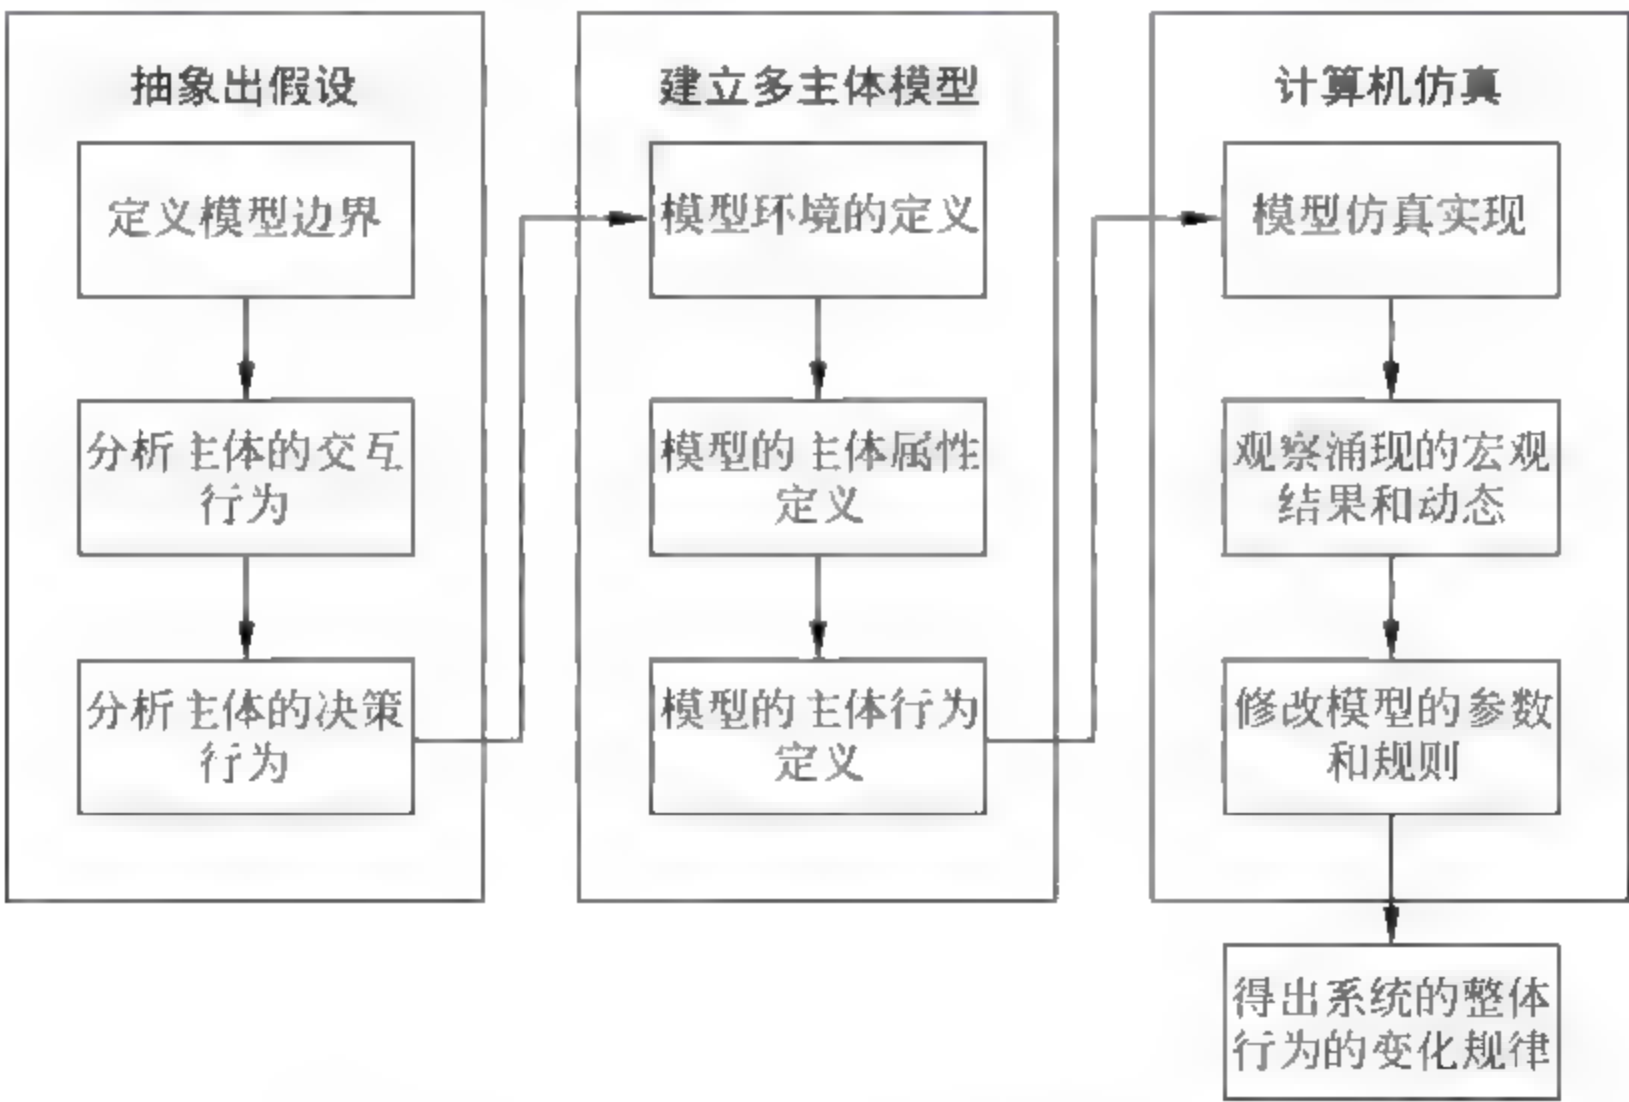 抽象出假设
定义模型边界
分析主体的交互
行为
分析主体的决策
行为
建立多主体模型
模型环境的定义
模型的主体属性
定义
模型的主体行为
定义
计算机仿真
模型仿真实现
观察涌现的宏观
结果和动态
修改模型的参数
和规则
得出系统的整体
行为的变化规律